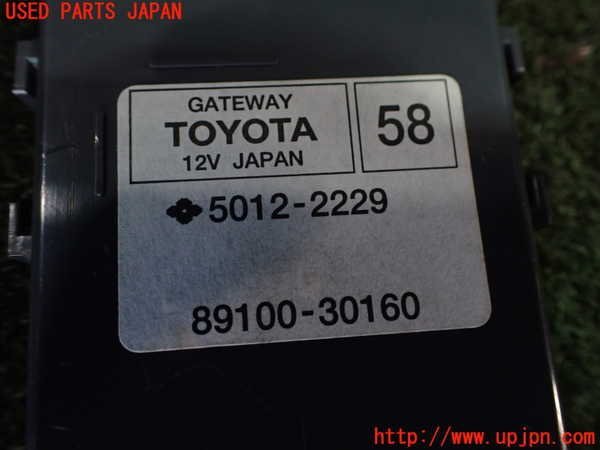 USED PARTS JAPAN
GATEWAY
TOYOTA
12V JAPAN
58
5012-2229
89100-30160
http://www.upjpn.com/